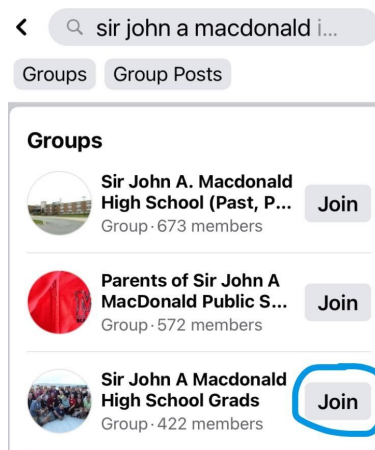 sir john a macdonald i...
Groups Group Posts
Groups
Sir John A. Macdonald
High School (Past, P...
Join
Group · 673 members
Parents of Sir John A
MacDonald Public S...
Join
Group · 572 members
Sir John A Macdonald
High School Grads
Join
Group · 422 members